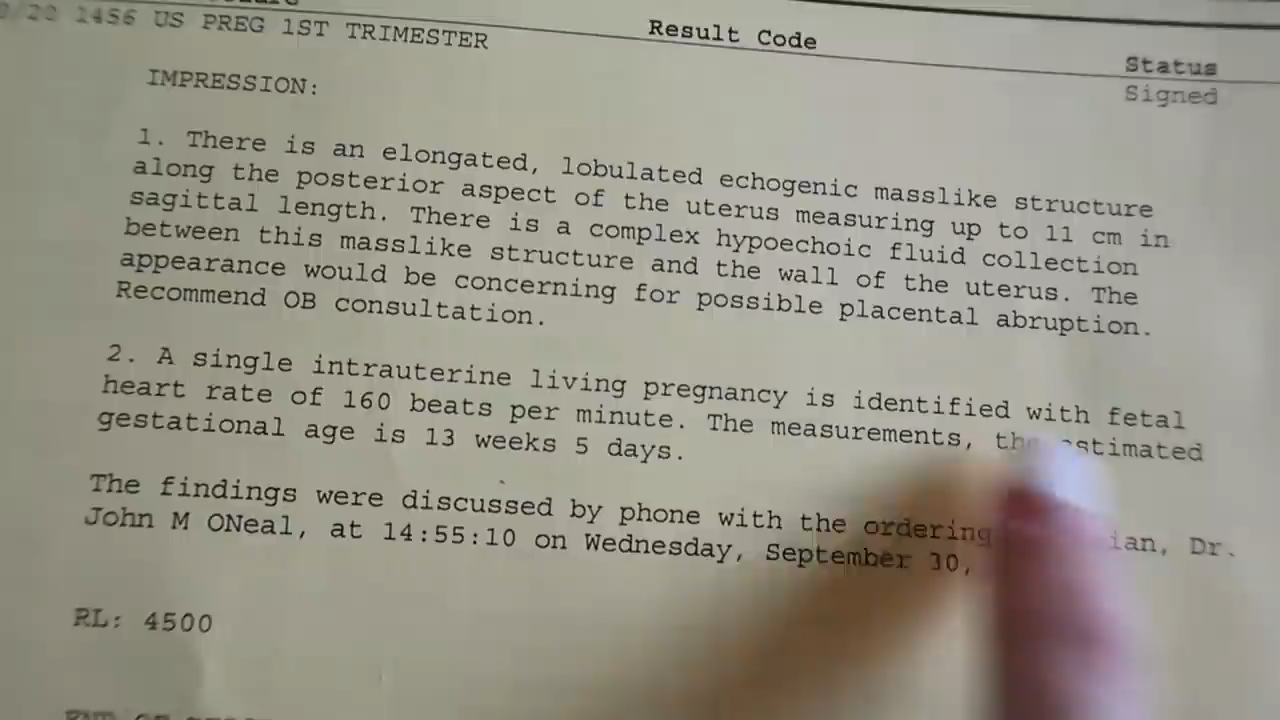 1456 US PREG 1ST TRIMESTER
Result Code
Status
Signed
IMPRESSION:
1. There is an elongated, lobulated echogenic masslike structure
along the posterior aspect of the uterus measuring up to 11 cm in
sagittal length. There is a complex hypoechoic fluid collection
between this masslike structure and the wall of the uterus. The
appearance would be concerning for possible placental abruption.
Recommend OB consultation.
2. A single intrauterine living pregnancy is identified with fetal
heart rate of 160 beats per minute. The measurements, the estimated
gestational age is 13 weeks 5 days.
The findings were discussed by phone with the ordering Dr.
John M ONeal, at 14:55:10 on Wednesday, September 30,
RL: 4500